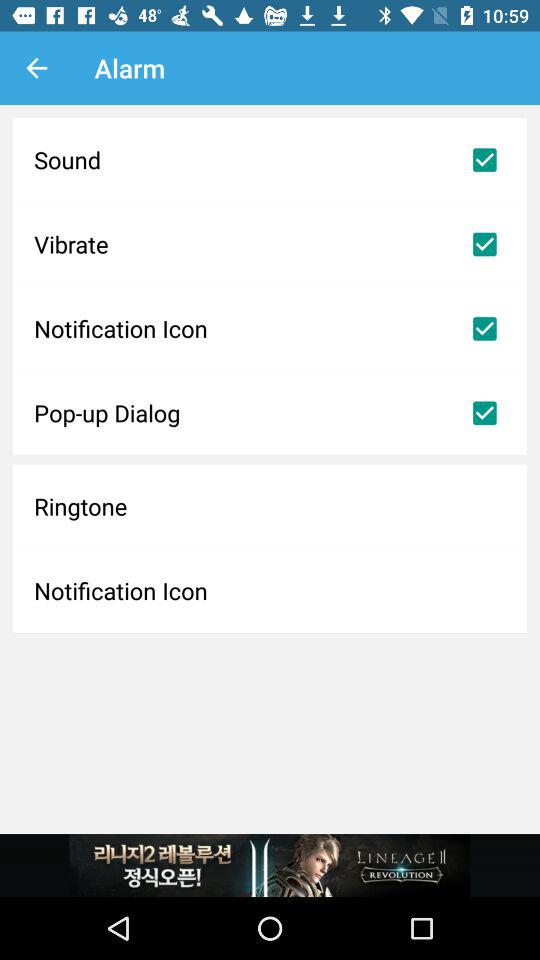 48°
10:59
Alarm
Sound
Vibrate
Notification Icon
Pop-up Dialog
Ringtone
Notification Icon
리니지2 레볼루션
정식오픈!
LINEAGE II
REVOLUTION